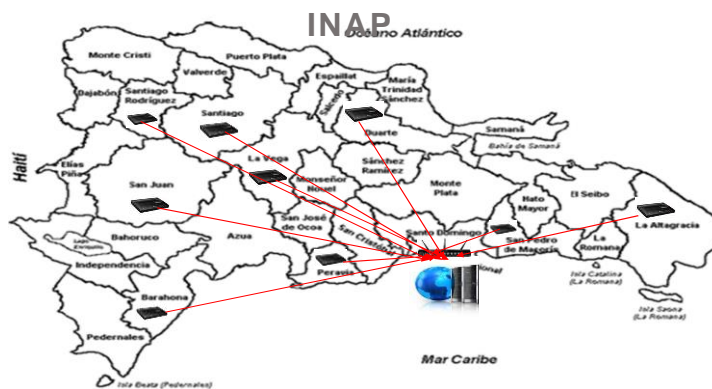 INAP
Océano Atlántico
Monte Cristi
Puerto Plata
Valverde
Espaillat
María
Trinidad
Sánchez
Dajabón
Santiago
Rodríguez
Santiago
Salcedo
Duarte
Samaná
Bahía de Samaná
Haití
Elías
Piña
La Vega
Sánchez
Ramírez
San Juan
Monseñor
Nouel
Monte
Plata
El Seibo
Hato
Mayor
La Altagracia
San José
de Ocoa
San Cristóbal
Santo Domingo
San Pedro
de Macorís
La
Romana
Bahoruco
Azua
Independencia
Peravia
ional
Isla Catalina
(La Romana)
Barahona
Isla Saona
(La Romana)
Pedernales
Mar Caribe
Isla Beata (Pedernales)